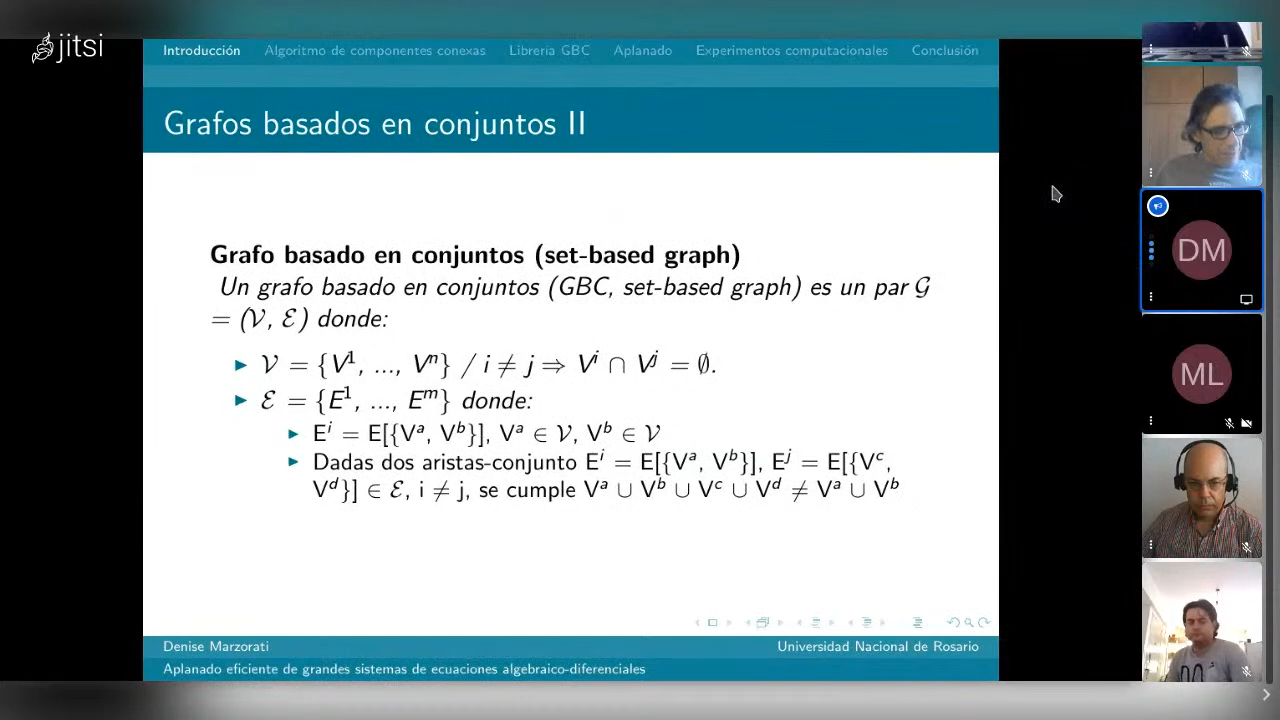 jitsi
Introducción Algoritmo de componentes conexas Librería GBC Aplanado Experimentos computacionales Conclusión
Grafos basados en conjuntos II
Grafo basado en conjuntos (set-based graph)
Un grafo basado en conjuntos (GBC, set-based graph) es un par 𝒢
= (𝒱, ℰ) donde:
▶ 𝒱 = {V¹, ..., Vⁿ} / i ≠ j ⇒ Vⁱ ∩ Vʲ = ∅.
▶ ℰ = {E¹, ..., Eᵐ} donde:
▶ Eⁱ = E[{Vᵃ, Vᵇ}], Vᵃ ∈ 𝒱, Vᵇ ∈ 𝒱
▶ Dadas dos aristas-conjunto Eⁱ = E[{Vᵃ, Vᵇ}], Eʲ = E[{Vᶜ,
Vᵈ}] ∈ ℰ, i ≠ j, se cumple Vᵃ ∪ Vᵇ ∪ Vᶜ ∪ Vᵈ ≠ Vᵃ ∪ Vᵇ
Denise Marzorati Universidad Nacional de Rosario
Aplanado eficiente de grandes sistemas de ecuaciones algebraico-diferenciales
DM
ML